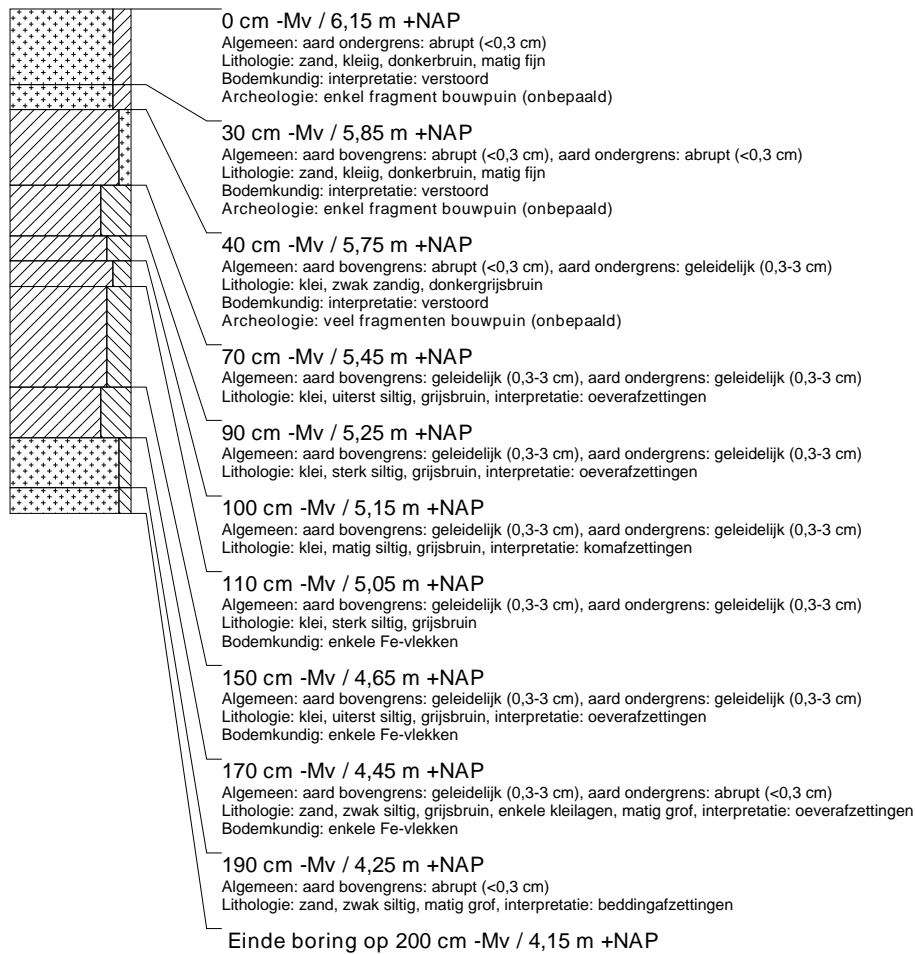 0 cm -Mv / 6,15 m +NAP
Algemeen: aard ondergrens: abrupt (<0,3 cm)
Lithologie: zand, kleiig, donkerbruin, matig fijn
Bodemkundig: interpretatie: verstoord
Archeologie: enkel fragment bouwpuin (onbepaald)
30 cm -Mv / 5,85 m +NAP
Algemeen: aard bovengrens: abrupt (<0,3 cm), aard ondergrens: abrupt (<0,3 cm)
Lithologie: zand, kleiig, donkerbruin, matig fijn
Bodemkundig: interpretatie: verstoord
Archeologie: enkel fragment bouwpuin (onbepaald)
40 cm -Mv / 5,75 m +NAP
Algemeen: aard bovengrens: abrupt (<0,3 cm), aard ondergrens: geleidelijk (0,3-3 cm)
Lithologie: klei, zwak zandig, donkergrijsbruin
Bodemkundig: interpretatie: verstoord
Archeologie: veel fragmenten bouwpuin (onbepaald)
70 cm -Mv / 5,45 m +NAP
Algemeen: aard bovengrens: geleidelijk (0,3-3 cm), aard ondergrens: geleidelijk (0,3-3 cm)
Lithologie: klei, uiterst siltig, grijsbruin, interpretatie: oeverafzettingen
90 cm -Mv / 5,25 m +NAP
Algemeen: aard bovengrens: geleidelijk (0,3-3 cm), aard ondergrens: geleidelijk (0,3-3 cm)
Lithologie: klei, sterk siltig, grijsbruin, interpretatie: oeverafzettingen
100 cm -Mv / 5,15 m +NAP
Algemeen: aard bovengrens: geleidelijk (0,3-3 cm), aard ondergrens: geleidelijk (0,3-3 cm)
Lithologie: klei, matig siltig, grijsbruin, interpretatie: komafzettingen
110 cm -Mv / 5,05 m +NAP
Algemeen: aard bovengrens: geleidelijk (0,3-3 cm), aard ondergrens: geleidelijk (0,3-3 cm)
Lithologie: klei, sterk siltig, grijsbruin
Bodemkundig: enkele Fe-vlekken
150 cm -Mv / 4,65 m +NAP
Algemeen: aard bovengrens: geleidelijk (0,3-3 cm), aard ondergrens: geleidelijk (0,3-3 cm)
Lithologie: klei, uiterst siltig, grijsbruin, interpretatie: oeverafzettingen
Bodemkundig: enkele Fe-vlekken
170 cm -Mv / 4,45 m +NAP
Algemeen: aard bovengrens: geleidelijk (0,3-3 cm), aard ondergrens: abrupt (<0,3 cm)
Lithologie: zand, zwak siltig, grijsbruin, enkele kleilagen, matig grof, interpretatie: oeverafzettingen
Bodemkundig: enkele Fe-vlekken
190 cm -Mv / 4,25 m +NAP
Algemeen: aard bovengrens: abrupt (<0,3 cm)
Lithologie: zand, zwak siltig, matig grof, interpretatie: beddingafzettingen
Einde boring op 200 cm -Mv / 4,15 m +NAP